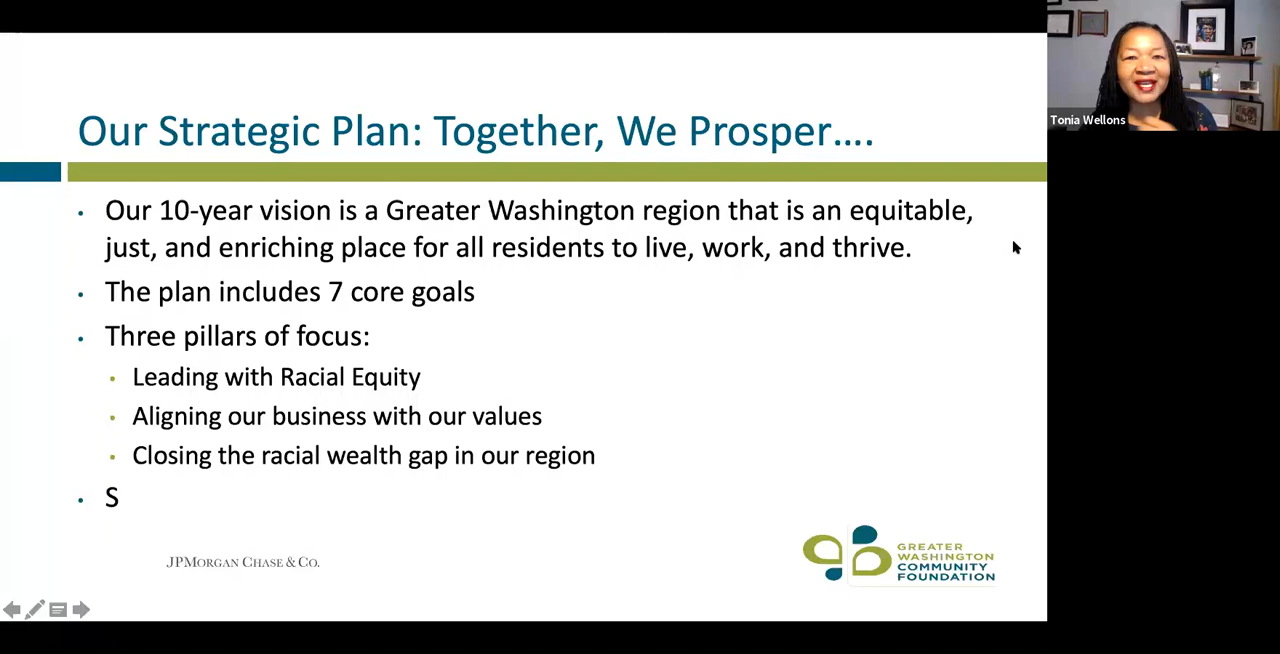 Our Strategic Plan: Together, We Prosper....
Tonia Wellons
• Our 10-year vision is a Greater Washington region that is an equitable,
just, and enriching place for all residents to live, work, and thrive.
• The plan includes 7 core goals
• Three pillars of focus:
• Leading with Racial Equity
• Aligning our business with our values
• Closing the racial wealth gap in our region
• S
JPMORGAN CHASE & CO.
GREATER
WASHINGTON
COMMUNITY
FOUNDATION